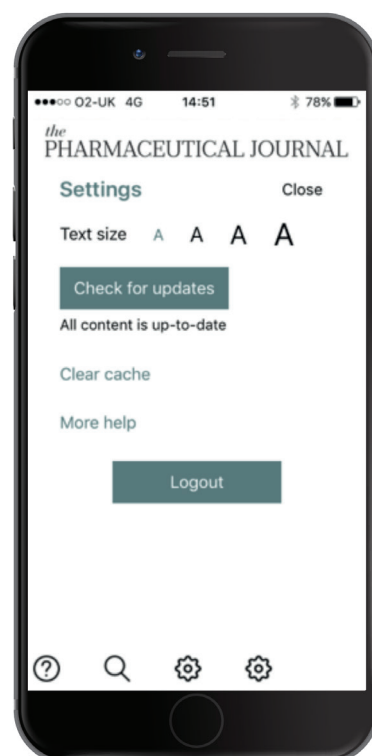 O2-UK 4G 14:51 78%
the
PHARMACEUTICAL JOURNAL
Settings Close
Text size A A A A
Check for updates
All content is up-to-date
Clear cache
More help
Logout
?